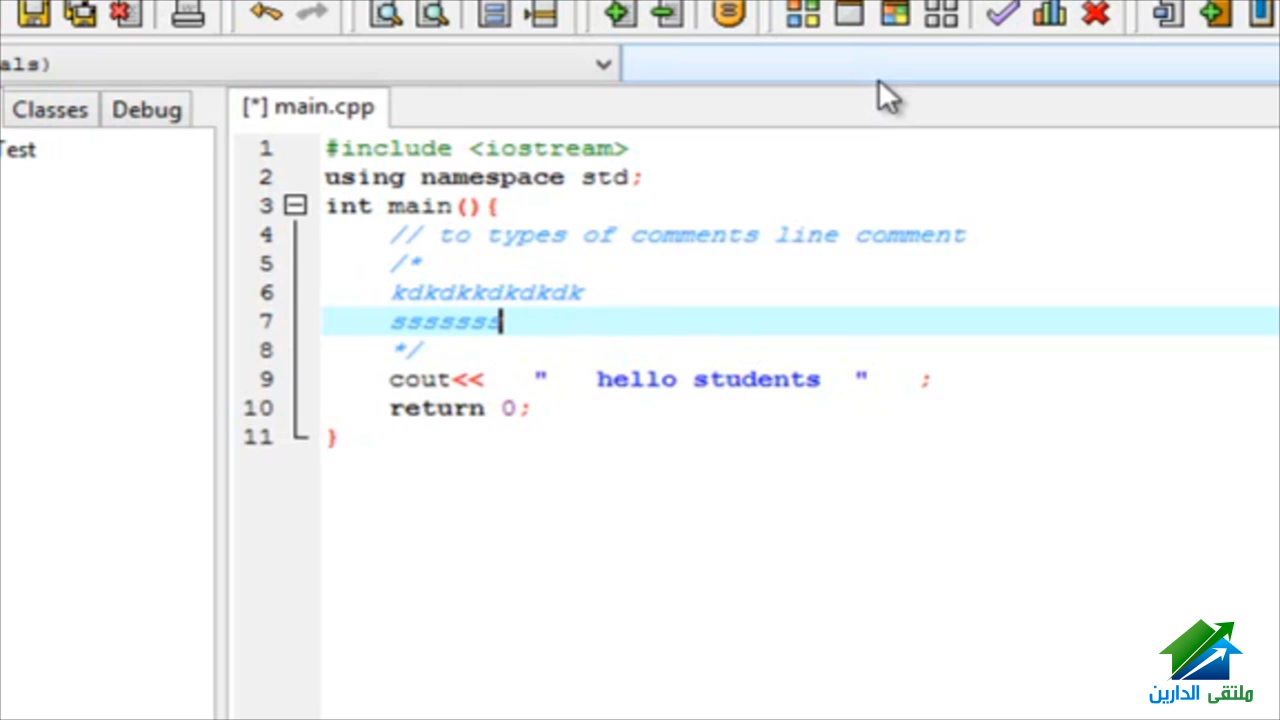 als)
Classes Debug [*] main.cpp
Test
1 #include <iostream>
2 using namespace std;
3 int main(){
4 // to types of comments line comment
5 /*
6 kdkdkkdkdkdk
7 sssssss
8 */
9 cout<< " hello students " ;
10 return 0;
11 }
ملتقى الدارين